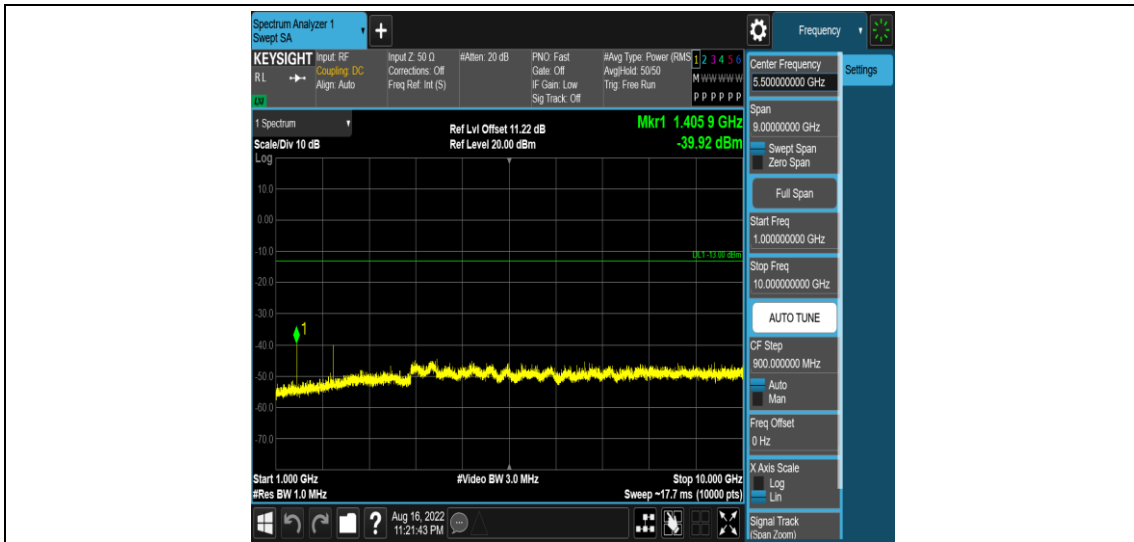 Spectrum Analyzer 1
Swept SA
+
Frequency
KEYSIGHT
RL
LXI
Input: RF
Coupling: DC
Align: Auto
Input Z: 50 Ω
Corrections: Off
Freq Ref: Int (S)
#Atten: 20 dB
PNO: Fast
Gate: Off
IF Gain: Low
Sig Track: Off
#Avg Type: Power (RMS
Avg|Hold: 50/50
Trig: Free Run
1 2 3 4 5 6
M W W W W W
P P P P P P
1 Spectrum
Scale/Div 10 dB
Log
Ref Lvl Offset 11.22 dB
Ref Level 20.00 dBm
Mkr1 1.405 9 GHz
-39.92 dBm
10.0
0.00
-10.0
DL1 -13.00 dBm
-20.0
-30.0
1
-40.0
-50.0
-60.0
-70.0
Start 1.000 GHz
#Res BW 1.0 MHz
#Video BW 3.0 MHz
Stop 10.000 GHz
Sweep ~17.7 ms (10000 pts)
?
Aug 16, 2022
11:21:43 PM
Center Frequency
5.500000000 GHz
Settings
Span
9.00000000 GHz
Swept Span
Zero Span
Full Span
Start Freq
1.000000000 GHz
Stop Freq
10.000000000 GHz
AUTO TUNE
CF Step
900.000000 MHz
Auto
Man
Freq Offset
0 Hz
X Axis Scale
Log
Lin
Signal Track
(Span Zoom)